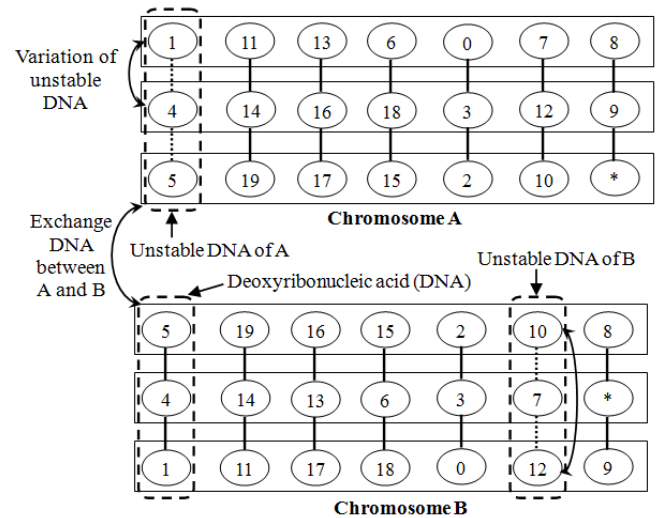 Variation of
unstable
DNA
1 11 13 6 0 7 8
4 14 16 18 3 12 9
5 19 17 15 2 10 *
Chromosome A
Exchange
DNA
between
A and B
Unstable DNA of A
Unstable DNA of B
Deoxyribonucleic acid (DNA)
5 19 16 15 2 10 8
4 14 13 6 3 7 *
1 11 17 18 0 12 9
Chromosome B